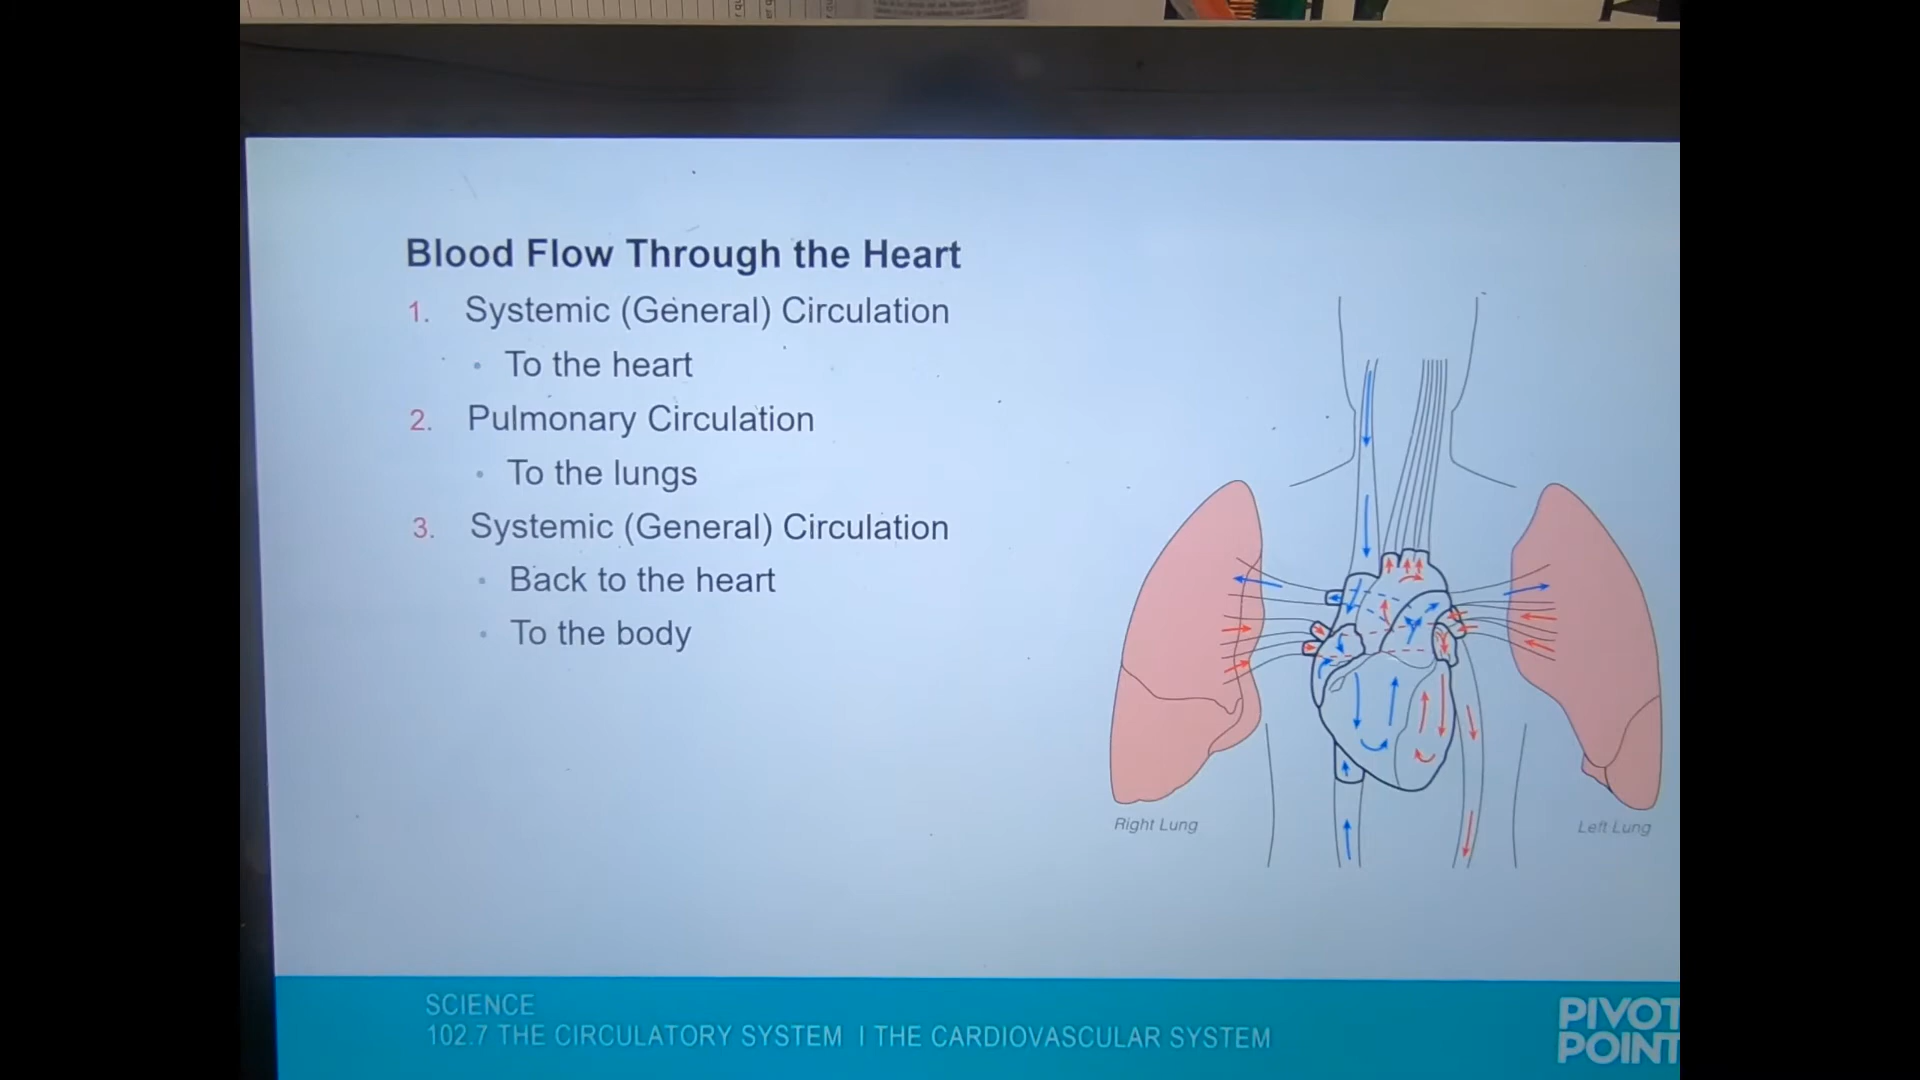 Blood Flow Through the Heart
1. Systemic (General) Circulation
• To the heart
2. Pulmonary Circulation
• To the lungs
3. Systemic (General) Circulation
• Back to the heart
• To the body
Right Lung
Left Lung
SCIENCE
102.7 THE CIRCULATORY SYSTEM | THE CARDIOVASCULAR SYSTEM
PIVOT
POINT